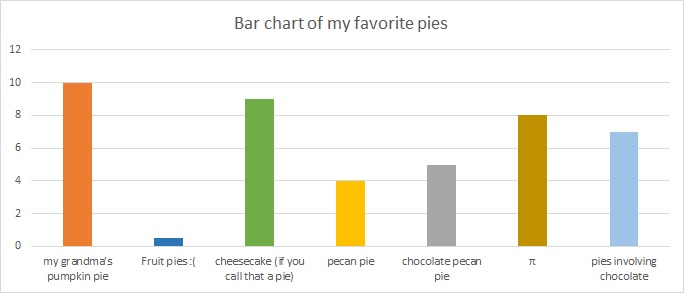 Bar chart of my favorite pies
12
10
8
6
4
2
0
my grandma's
pumpkin pie
Fruit pies :(
cheesecake (if you
call that a pie)
pecan pie
chocolate pecan
pie
π
pies involving
chocolate